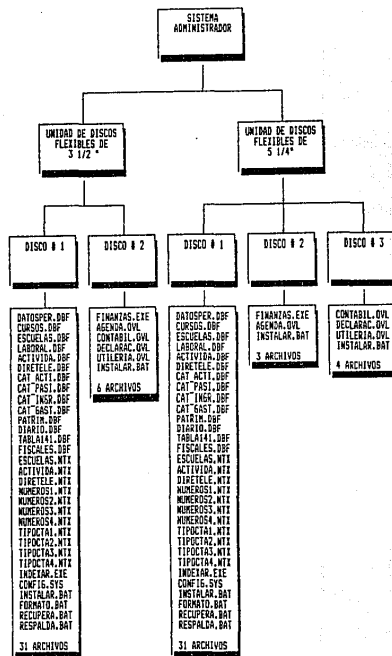 SISTEMA
ADMINISTRADOR
UNIDAD DE DISCOS
FLEXIBLES DE
3 1/2 "
UNIDAD DE DISCOS
FLEXIBLES DE
5 1/4"
DISCO # 1
DISCO # 2
DISCO # 1
DISCO # 2
DISCO # 3
DATOSPER.DBF
CURSOS.DBF
ESCUELAS.DBF
LABORAL.DBF
ACTIVIDA.DBF
DIRETELE.DBF
CAT_ACTI.DBF
CAT_PASI.DBF
CAT_INGR.DBF
CAT_GAST.DBF
PATRIM.DBF
DIARIO.DBF
TABLA141.DBF
FISCALES.DBF
ESCUELAS.NTX
ACTIVIDA.NTX
DIRETELE.NTX
NUMEROS1.NTX
NUMEROS2.NTX
NUMEROS3.NTX
NUMEROS4.NTX
TIPOCTA1.NTX
TIPOCTA2.NTX
TIPOCTA3.NTX
TIPOCTA4.NTX
INDEXAR.EXE
CONFIG.SYS
INSTALAR.BAT
FORMATO.BAT
RECUPERA.BAT
RESPALDA.BAT
31 ARCHIVOS
FINANZAS.EXE
AGENDA.OVL
CONTABIL.OVL
DECLARAC.OVL
UTILERIA.OVL
INSTALAR.BAT
6 ARCHIVOS
DATOSPER.DBF
CURSOS.DBF
ESCUELAS.DBF
LABORAL.DBF
ACTIVIDA.DBF
DIRETELE.DBF
CAT_ACTI.DBF
CAT_PASI.DBF
CAT_INGR.DBF
CAT_GAST.DBF
PATRIM.DBF
DIARIO.DBF
TABLA141.DBF
FISCALES.DBF
ESCUELAS.NTX
ACTIVIDA.NTX
DIRETELE.NTX
NUMEROS1.NTX
NUMEROS2.NTX
NUMEROS3.NTX
NUMEROS4.NTX
TIPOCTA1.NTX
TIPOCTA2.NTX
TIPOCTA3.NTX
TIPOCTA4.NTX
INDEXAR.EXE
CONFIG.SYS
INSTALAR.BAT
FORMATO.BAT
RECUPERA.BAT
RESPALDA.BAT
31 ARCHIVOS
FINANZAS.EXE
AGENDA.OVL
INSTALAR.BAT
3 ARCHIVOS
CONTABIL.OVL
DECLARAC.OVL
UTILERIA.OVL
INSTALAR.BAT
4 ARCHIVOS